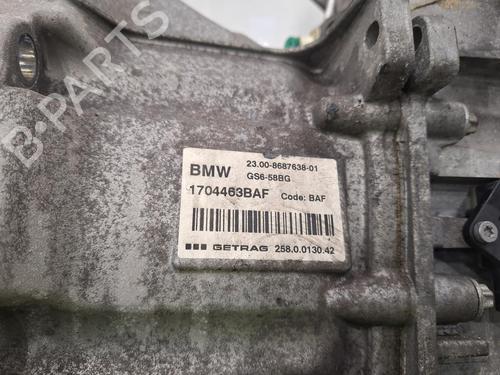 B-PARTS
BMW 23.00-8687638-01
GS6-58BG
1704463BAF Code: BAF
GETRAG 258.0.0130.42